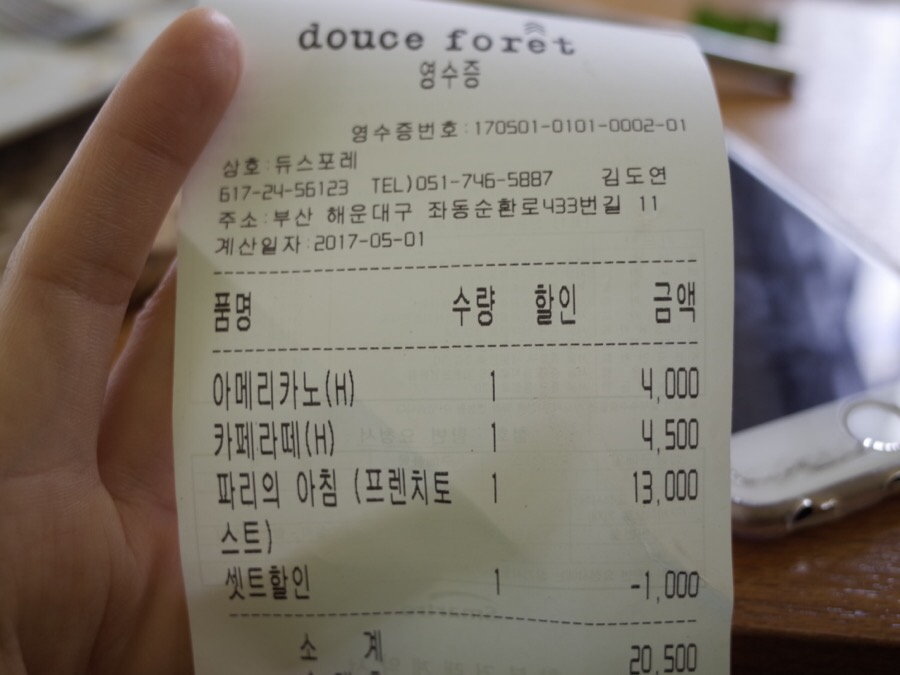 douce forêt
영수증
영수증번호:170501-0101-0002-01
상호:듀스포레
617-24-56123 TEL)051-746-5887 김도연
주소:부산 해운대구 좌동순환로433번길 11
계산일자:2017-05-01
품명 수량 할인 금액
아메리카노(H) 1 4,000
카페라떼(H) 1 4,500
파리의 아침 (프렌치토 1 13,000
스트)
셋트할인 1 -1,000
소 계 20,500